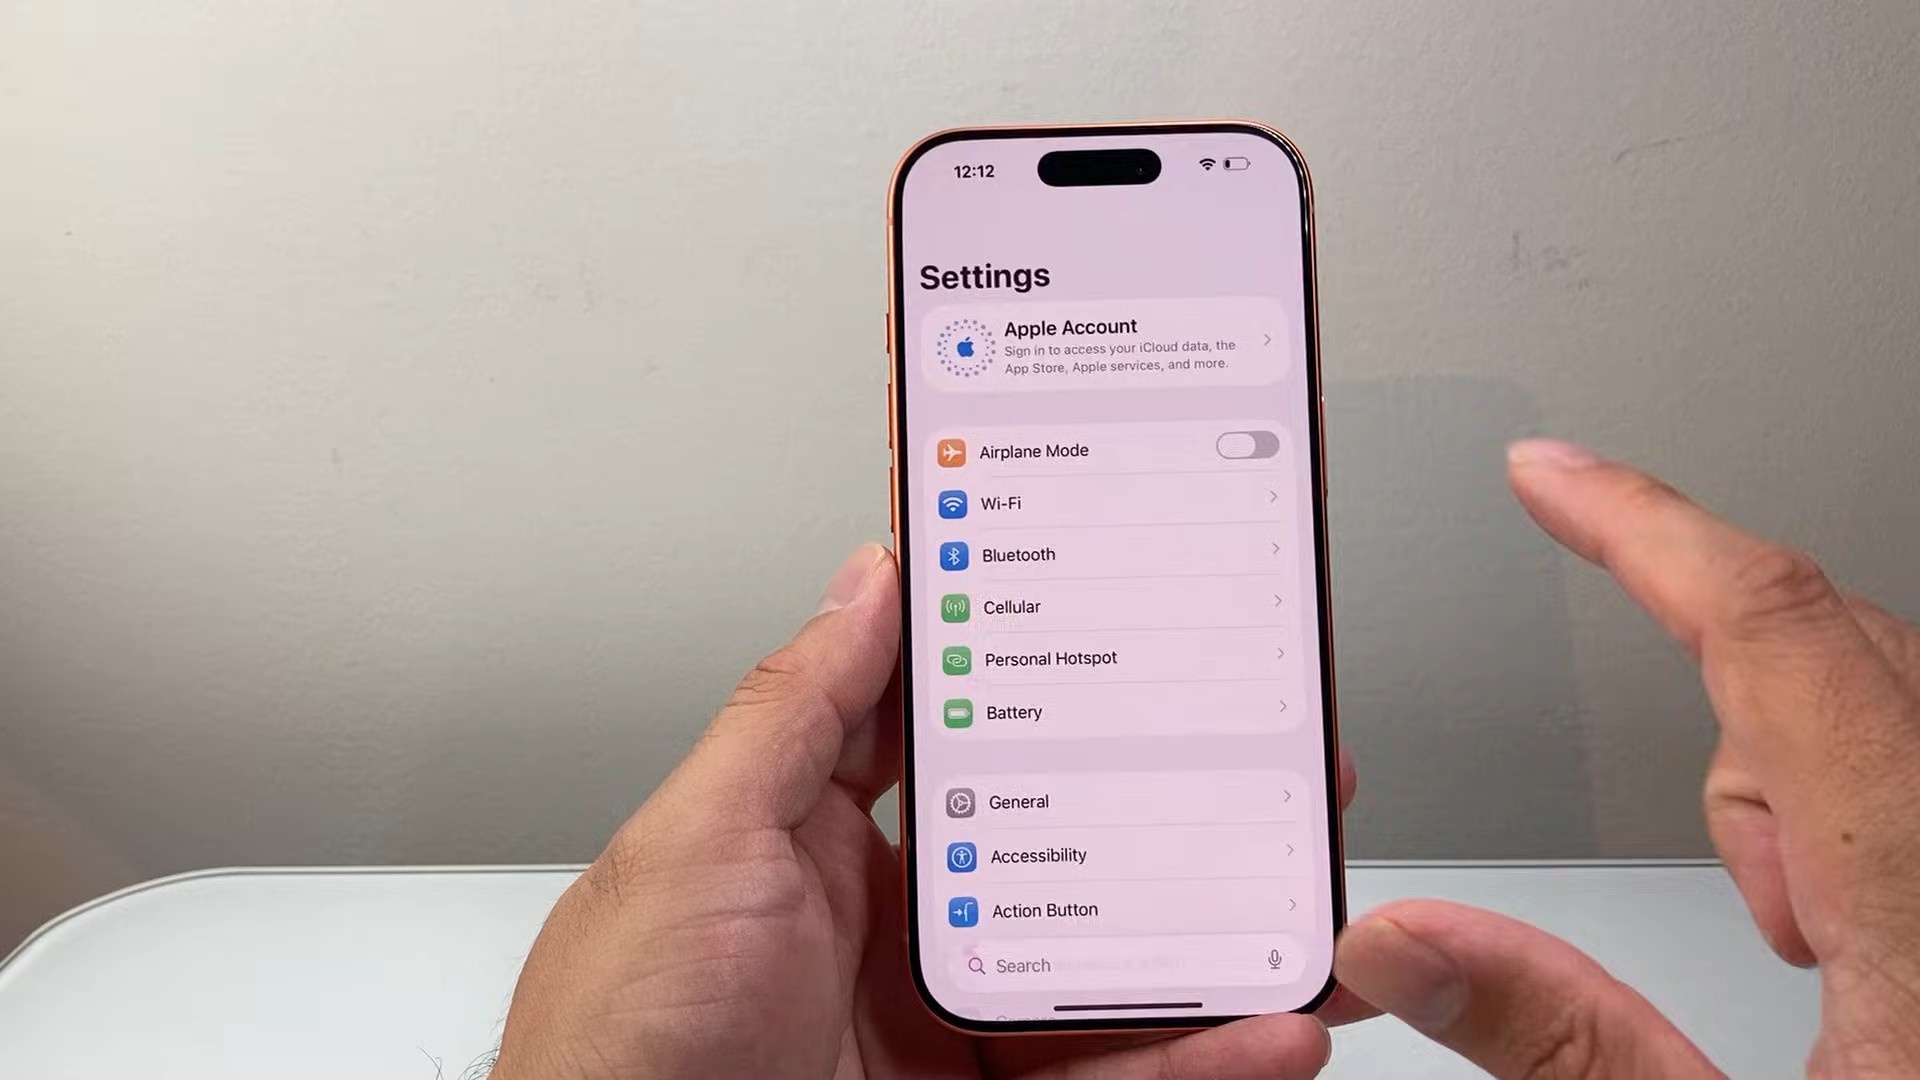 12:12
Settings
Apple Account
Sign in to access your iCloud data, the
App Store, Apple services, and more.
Airplane Mode
Wi-Fi
Bluetooth
Cellular
Personal Hotspot
Battery
General
Accessibility
Action Button
Search